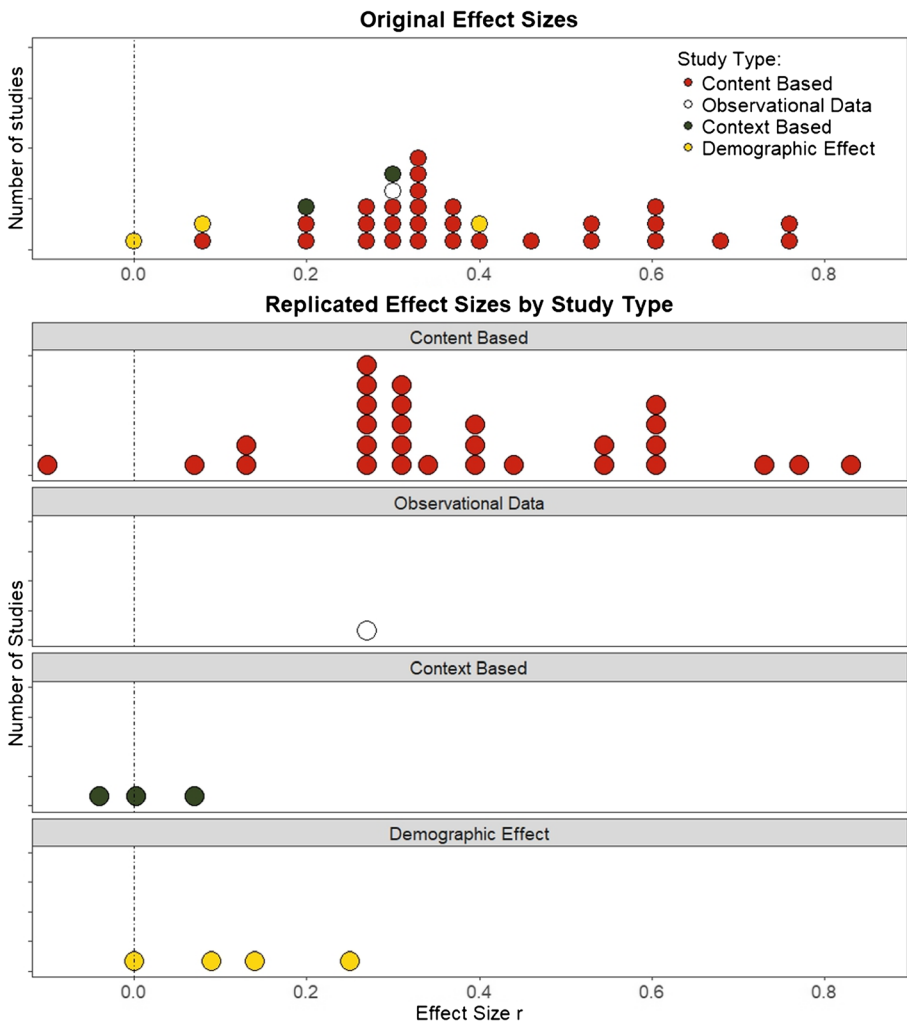 Original Effect Sizes
Number of studies
Study Type:
Content Based
Observational Data
Context Based
Demographic Effect
0.0 0.2 0.4 0.6 0.8
Replicated Effect Sizes by Study Type
Number of Studies
Content Based
Observational Data
Context Based
Demographic Effect
0.0 0.2 0.4 0.6 0.8
Effect Size r